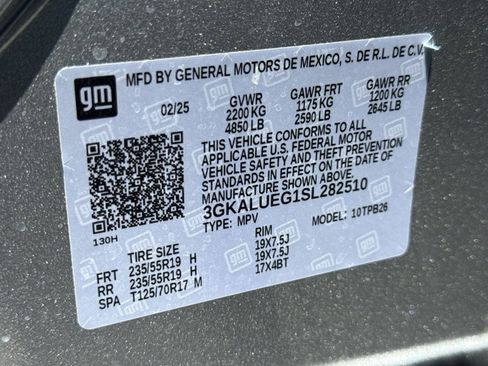 gm
MFD BY GENERAL MOTORS DE MEXICO, S. DE R.L. DE C.V.
02/25 GVWR GAWR FRT GAWR RR
2200 KG 1175 KG 1200 KG
4850 LB 2590 LB 2645 LB
THIS VEHICLE CONFORMS TO ALL
APPLICABLE U.S. FEDERAL MOTOR
VEHICLE SAFETY AND THEFT PREVENTION
STANDARDS IN EFFECT ON THE DATE OF
MANUFACTURE SHOWN ABOVE.
3GKALUEG1SL282510
130H TYPE: MPV MODEL: 10TPB26
TIRE SIZE RIM
FRT 235/55R19 H 19X7.5J
RR 235/55R19 H 19X7.5J
SPA T125/70R17 M 17X4BT